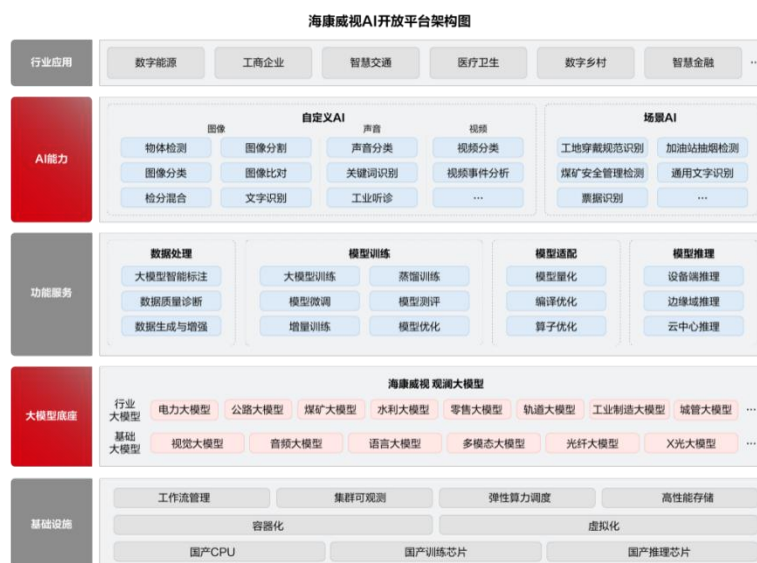 海康威视AI开放平台架构图
行业应用
数字能源 工商企业 智慧交通 医疗卫生 数字乡村 智慧金融 …
AI能力
自定义AI 场景AI
图像 声音 视频
物体检测 图像分割 声音分类 视频分类 工地穿戴规范识别 加油站抽烟检测
图像分类 图像比对 关键词识别 视频事件分析 煤矿安全管理检测 通用文字识别
检分混合 文字识别 工业听诊 … 票据识别 …
功能服务
数据处理 模型训练 模型适配 模型推理
大模型智能标注 大模型训练 蒸馏训练 模型量化 设备端推理
数据质量诊断 模型微调 模型测评 编译优化 边缘域推理
数据生成与增强 增量训练 模型优化 算子优化 云中心推理
大模型底座
海康威视 观澜大模型
行业
大模型
电力大模型 公路大模型 煤矿大模型 水利大模型 零售大模型 轨道大模型 工业制造大模型 城管大模型 …
基础
大模型
视觉大模型 音频大模型 语言大模型 多模态大模型 光纤大模型 X光大模型 …
基础设施
工作流管理 集群可观测 弹性算力调度 高性能存储
容器化 虚拟化
国产CPU 国产训练芯片 国产推理芯片